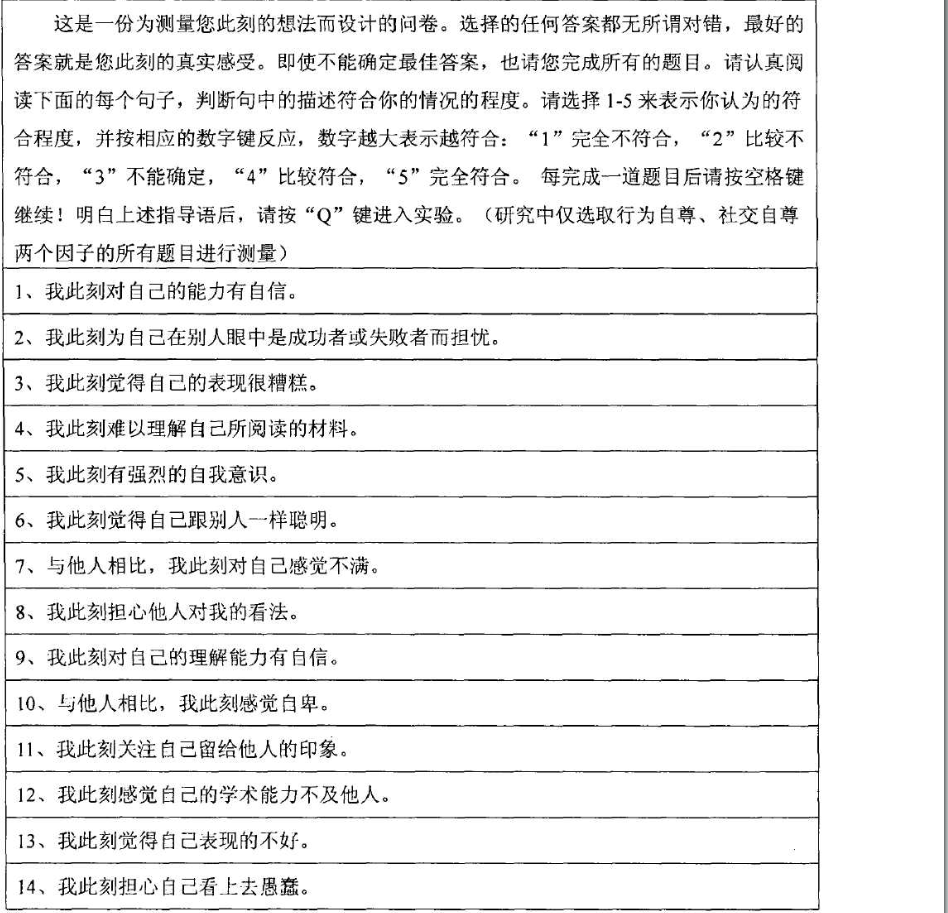 这是一份为测量您此刻的想法而设计的问卷。选择的任何答案都无所谓对错，最好的
答案就是您此刻的真实感受。即使不能确定最佳答案，也请您完成所有的题目。请认真阅
读下面的每个句子，判断句中的描述符合你的情况的程度。请选择 1-5 来表示你认为的符
合程度，并按相应的数字键反应，数字越大表示越符合：“1”完全不符合，“2”比较不
符合，“3”不能确定，“4”比较符合，“5”完全符合。 每完成一道题目后请按空格键
继续！明白上述指导语后，请按“Q”键进入实验。（研究中仅选取行为自尊、社交自尊
两个因子的所有题目进行测量）
1、我此刻对自己的能力有自信。
2、我此刻为自己在别人眼中是成功者或失败者而担忧。
3、我此刻觉得自己的表现很糟糕。
4、我此刻难以理解自己所阅读的材料。
5、我此刻有强烈的自我意识。
6、我此刻觉得自己跟别人一样聪明。
7、与他人相比，我此刻对自己感觉不满。
8、我此刻担心他人对我的看法。
9、我此刻对自己的理解能力有自信。
10、与他人相比，我此刻感觉自卑。
11、我此刻关注自己留给他人的印象。
12、我此刻感觉自己的学术能力不及他人。
13、我此刻觉得自己表现的不好。
14、我此刻担心自己看上去愚蠢。